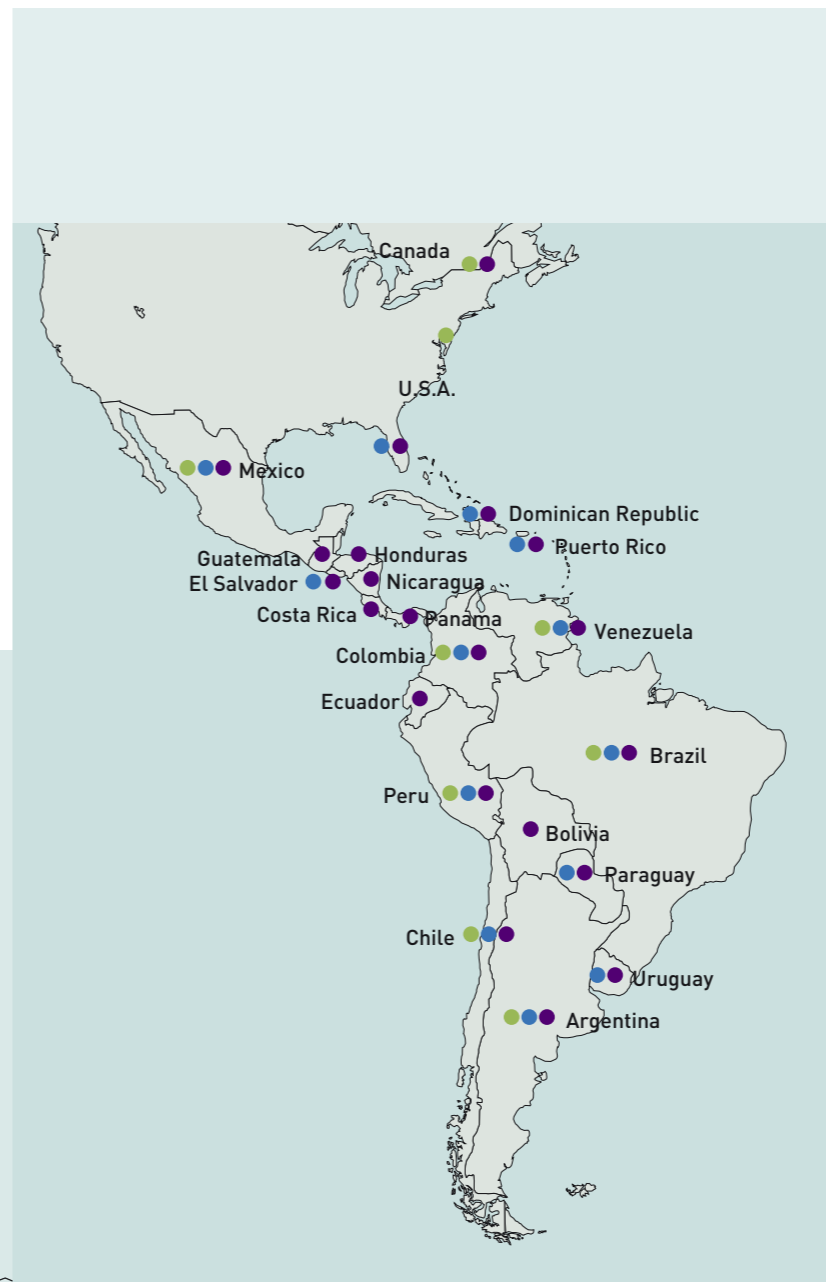 Canada
U.S.A.
Mexico
Dominican Republic
Puerto Rico
Guatemala
Honduras
El Salvador
Nicaragua
Costa Rica
Panama
Venezuela
Colombia
Ecuador
Brazil
Peru
Bolivia
Paraguay
Chile
Uruguay
Argentina